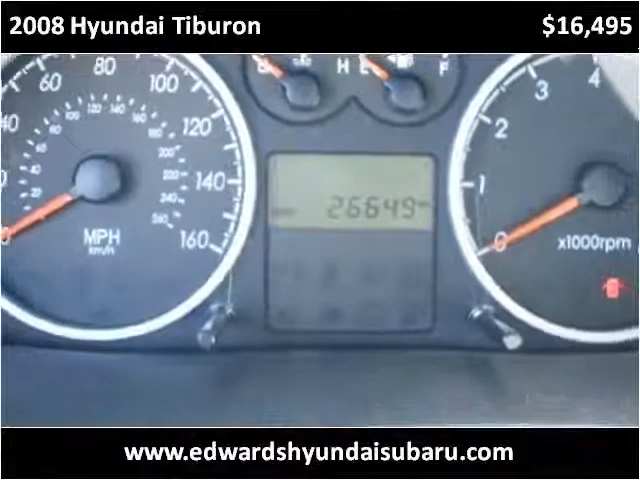 2008 Hyundai Tiburon $16,495
60 80 100 120 140 160
MPH
km/h
H F
26649
1 2 3 4
0
x1000rpm
www.edwardshyundaisubaru.com